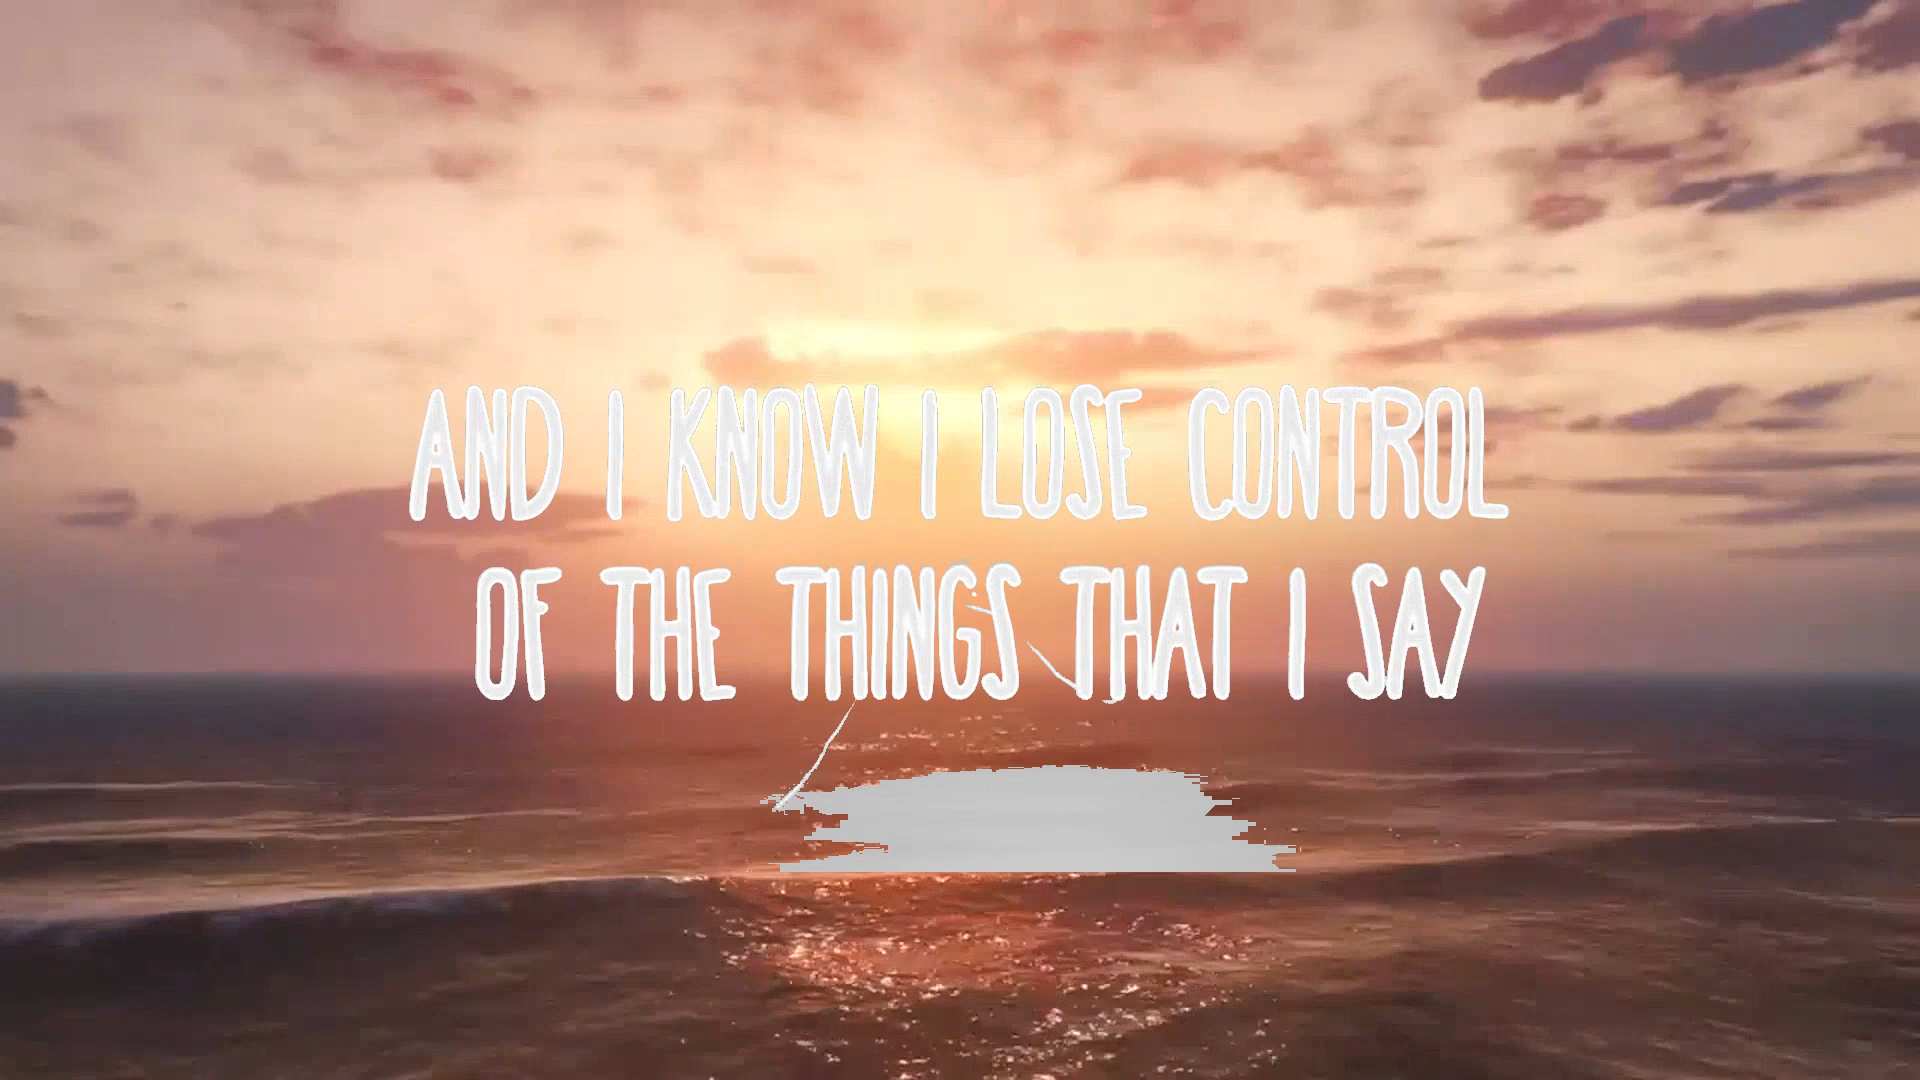 AND I KNOW I LOSE CONTROL
OF THE THINGS THAT I SAY